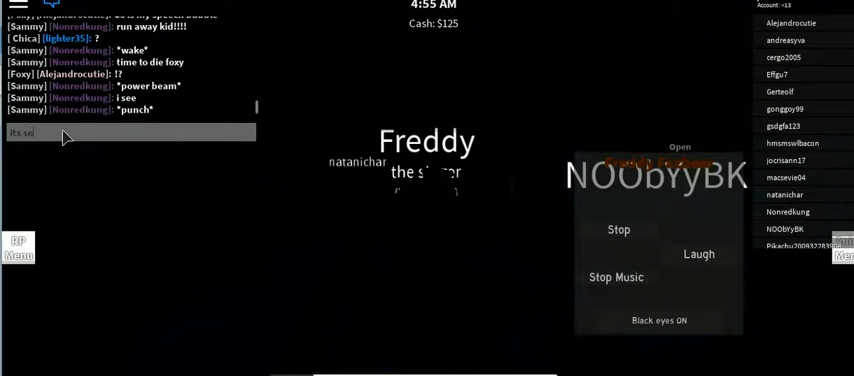 4:55 AM
Cash: $125
Account: <13
[Sammy] [Nonredkung]: run away kid!!!!
[ Chica] [lighter35]: ?
[Sammy] [Nonredkung]: *wake*
[Sammy] [Nonredkung]: time to die foxy
[Foxy] [Alejandrocutie]: !?
[Sammy] [Nonredkung]: *power beam*
[Sammy] [Nonredkung]: i see
[Sammy] [Nonredkung]: *punch*
its so
Freddy
natanichar
the
Open
NOObYyBK
Stop
Laugh
Stop Music
Black eyes ON
RP
Menu
Alejandrocutie
andreasyva
cergo2005
Effgu7
Gerteolf
gonggoy99
gsdgfa123
hmsmswlbacon
jocrisann17
macsevie04
natanichar
Nonredkung
NOObYyBK